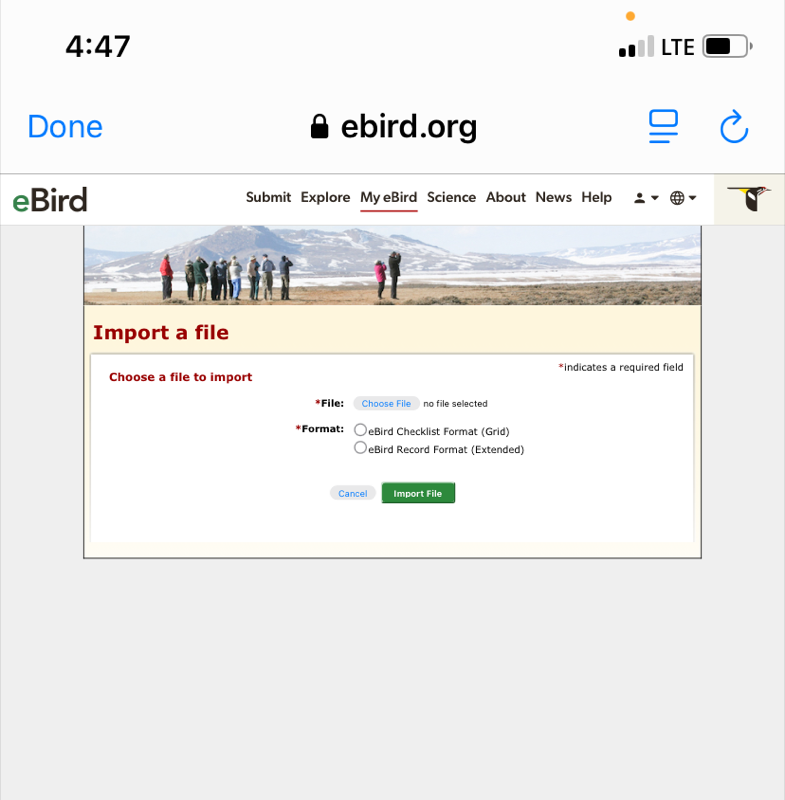 4:47
LTE
Done
ebird.org
eBird
Submit Explore My eBird Science About News Help
Import a file
*indicates a required field
Choose a file to import
*File: Choose File no file selected
*Format: eBird Checklist Format (Grid)
eBird Record Format (Extended)
Cancel Import File